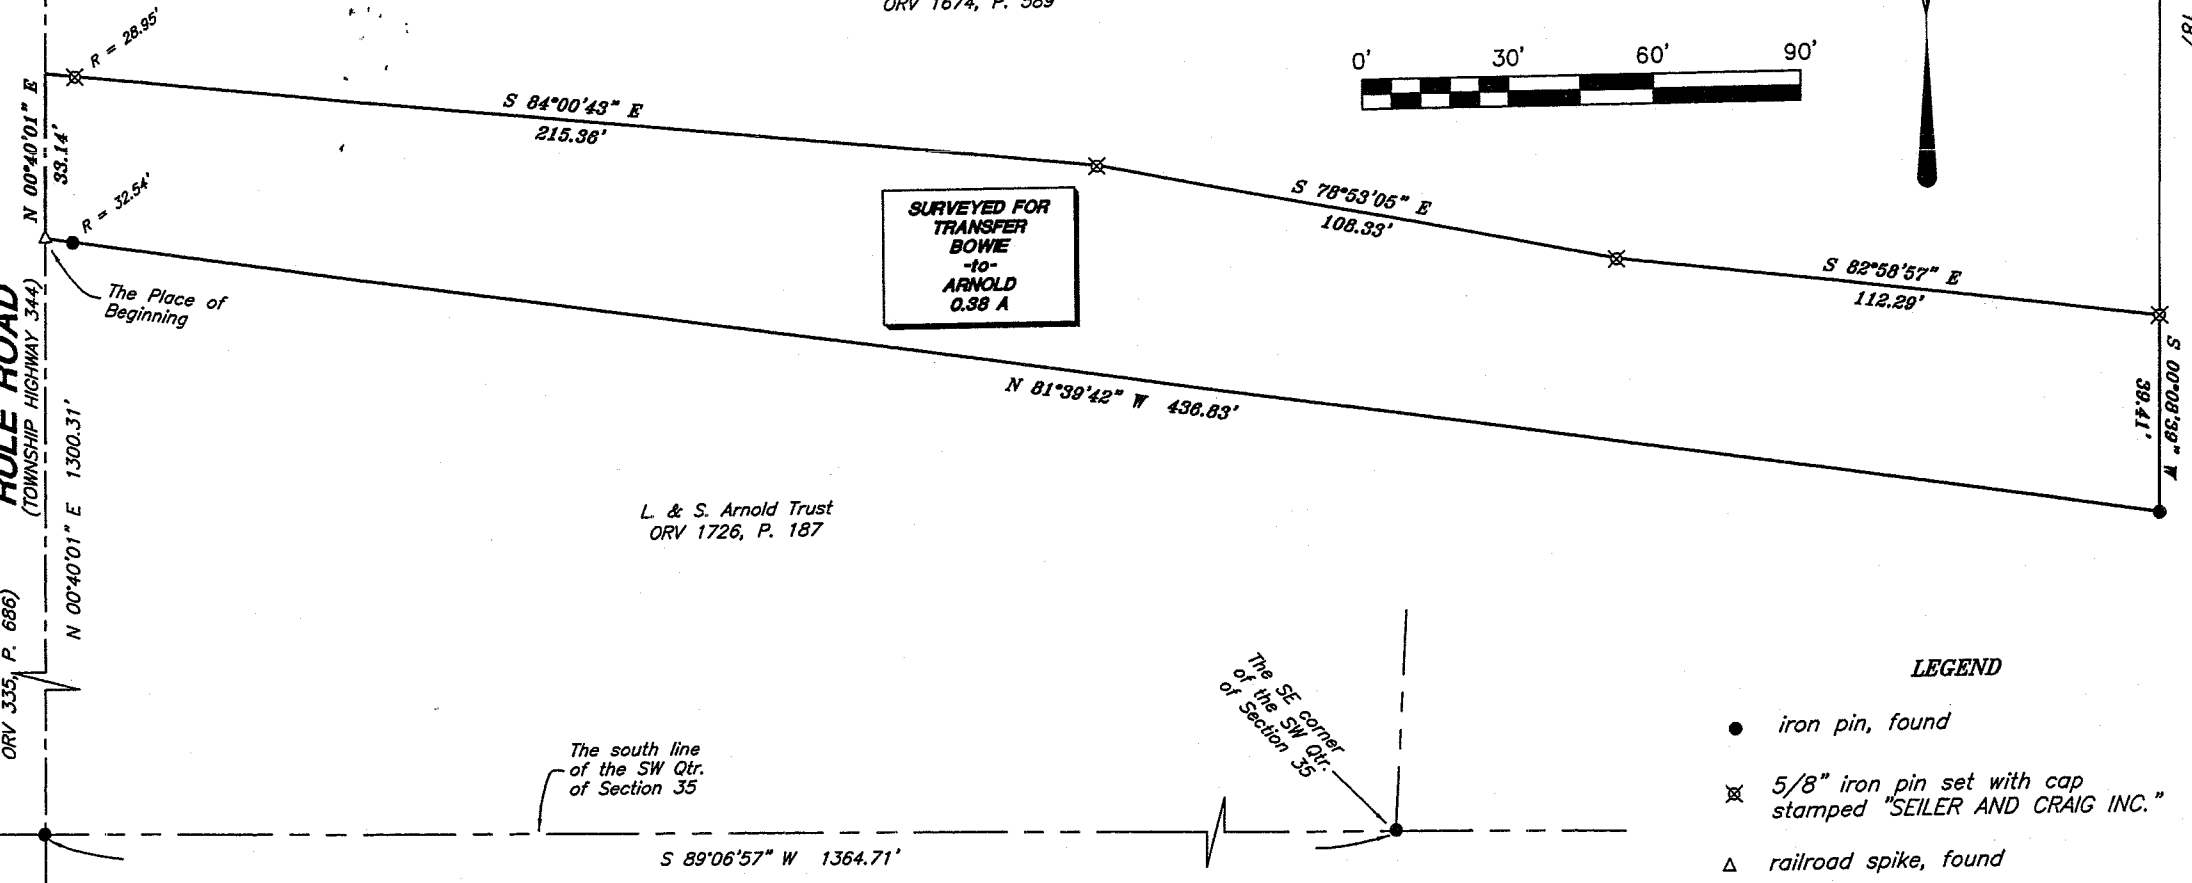 ORV 1674, P. 589
187
R = 28.95'
0' 30' 60' 90'
N 00°40'01" E
33.14'
S 84°00'43" E
215.36'
R = 32.54'
S 78°53'05" E
108.33'
SURVEYED FOR
TRANSFER
BOWIE
-to-
ARNOLD
0.38 A
S 82°58'57" E
112.29'
The Place of
Beginning
S 00°08'39" W
39.41'
N 81°39'42" W 436.83'
RULE ROAD
(TOWNSHIP HIGHWAY 344)
N 00°40'01" E 1300.31'
L. & S. Arnold Trust
ORV 1726, P. 187
ORV 335, P. 686)
The SE corner
of the SW Qtr.
of Section 35
The south line
of the SW Qtr.
of Section 35
S 89°06'57" W 1364.71'
LEGEND
iron pin, found
5/8" iron pin set with cap
stamped "SEILER AND CRAIG INC."
railroad spike, found